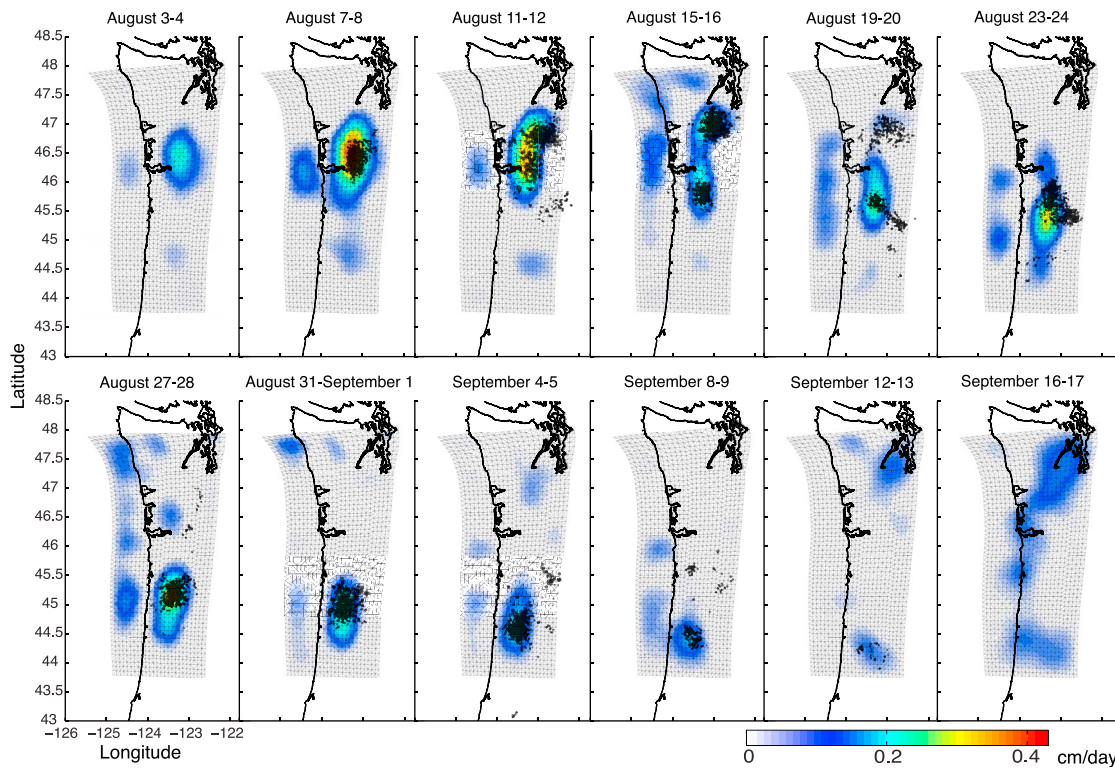 August 3-4
August 7-8
August 11-12
August 15-16
August 19-20
August 23-24
48.5
48
47.5
47
46.5
46
45.5
45
44.5
44
43.5
43
Latitude
August 27-28
August 31-September 1
September 4-5
September 8-9
September 12-13
September 16-17
48.5
48
47.5
47
46.5
46
45.5
45
44.5
44
43.5
43
−126 −125 −124 −123 −122
Longitude
0 0.2 0.4 cm/day